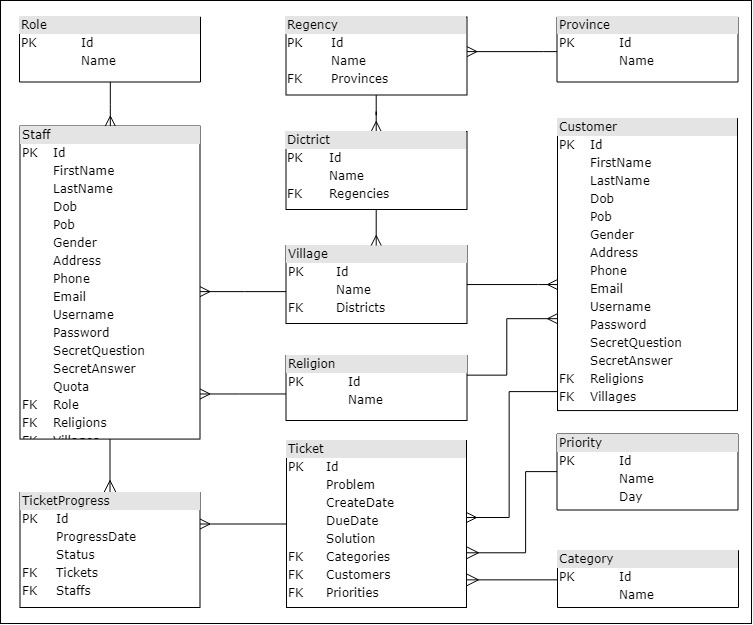 Role
PK Id
Name
Regency
PK Id
Name
FK Provinces
Province
PK Id
Name
Staff
PK Id
FirstName
LastName
Dob
Pob
Gender
Address
Phone
Email
Username
Password
SecretQuestion
SecretAnswer
Quota
FK Role
FK Religions
FK Villages
Dictrict
PK Id
Name
FK Regencies
Customer
PK Id
FirstName
LastName
Dob
Pob
Gender
Address
Phone
Email
Username
Password
SecretQuestion
SecretAnswer
FK Religions
FK Villages
Village
PK Id
Name
FK Districts
Religion
PK Id
Name
Ticket
PK Id
Problem
CreateDate
DueDate
Solution
FK Categories
FK Customers
FK Priorities
Priority
PK Id
Name
Day
TicketProgress
PK Id
ProgressDate
Status
FK Tickets
FK Staffs
Category
PK Id
Name